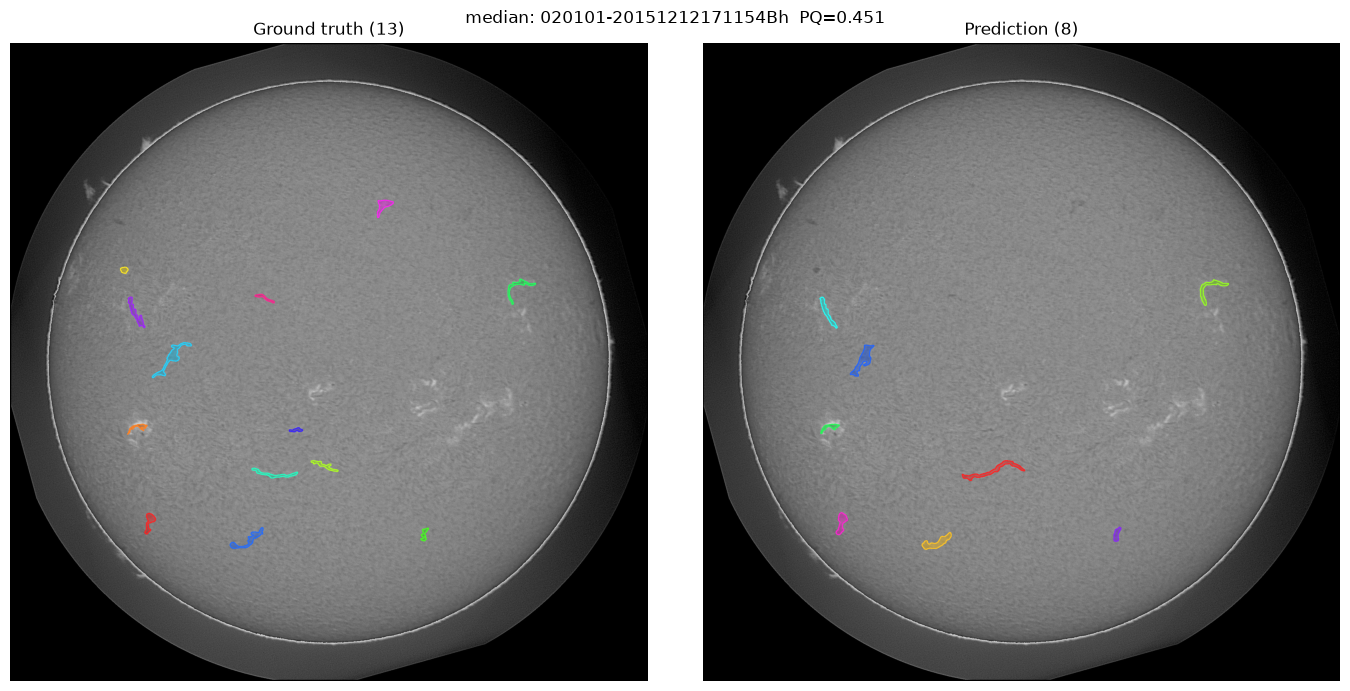 median: 020101-20151212171154Bh  PQ=0.451
Ground truth (13)
Prediction (8)